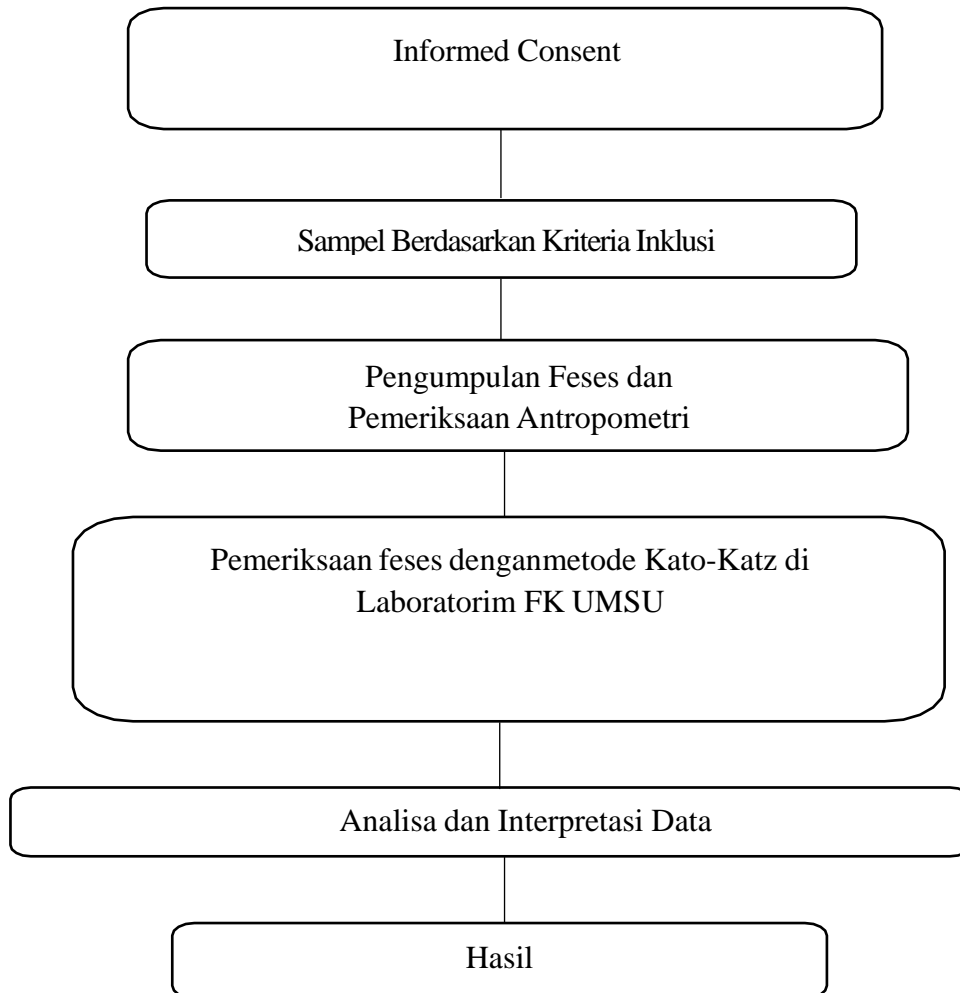 Informed Consent
Sampel Berdasarkan Kriteria Inklusi
Pengumpulan Feses dan
Pemeriksaan Antropometri
Pemeriksaan feses denganmetode Kato-Katz di
Laboratorim FK UMSU
Analisa dan Interpretasi Data
Hasil